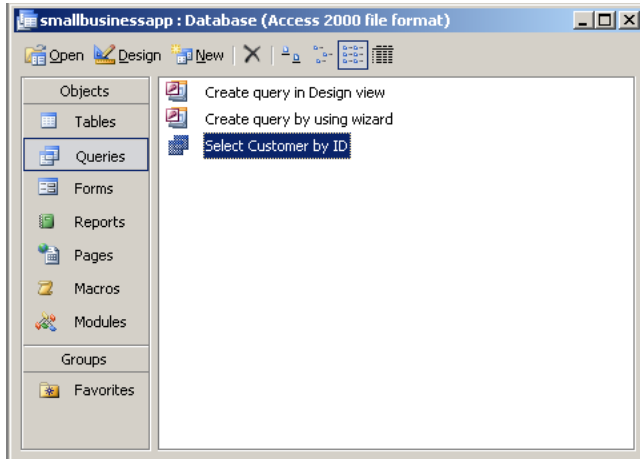 smallbusinessapp : Database (Access 2000 file format)
Open Design New
Objects
Tables
Queries
Forms
Reports
Pages
Macros
Modules
Groups
Favorites
Create query in Design view
Create query by using wizard
Select Customer by ID